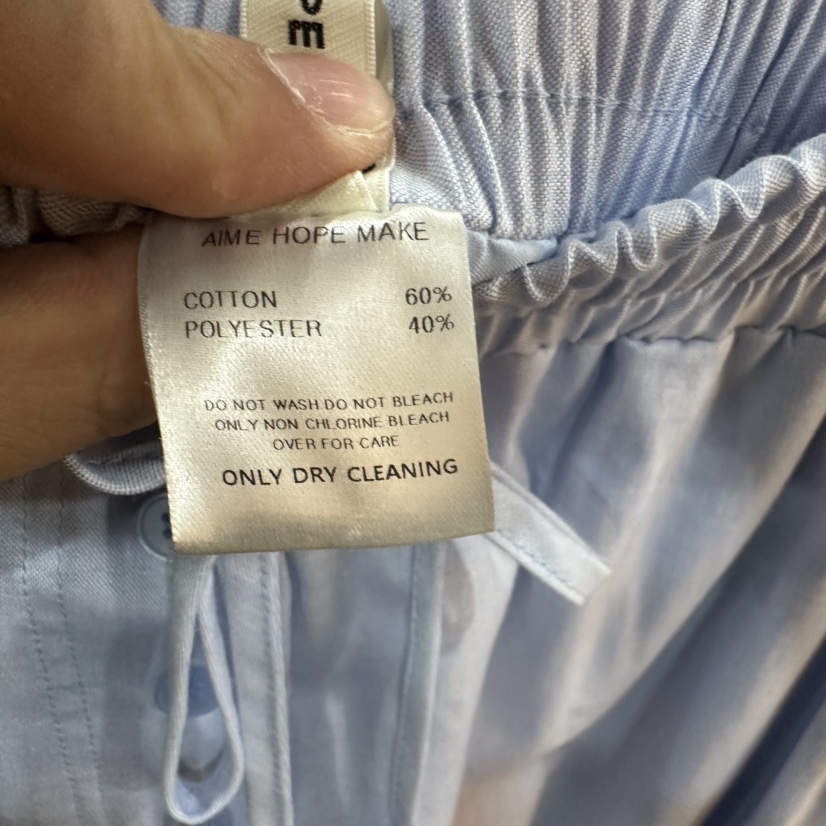 AIME HOPE MAKE
COTTON 60%
POLYESTER 40%
DO NOT WASH DO NOT BLEACH
ONLY NON CHLORINE BLEACH
OVER FOR CARE
ONLY DRY CLEANING